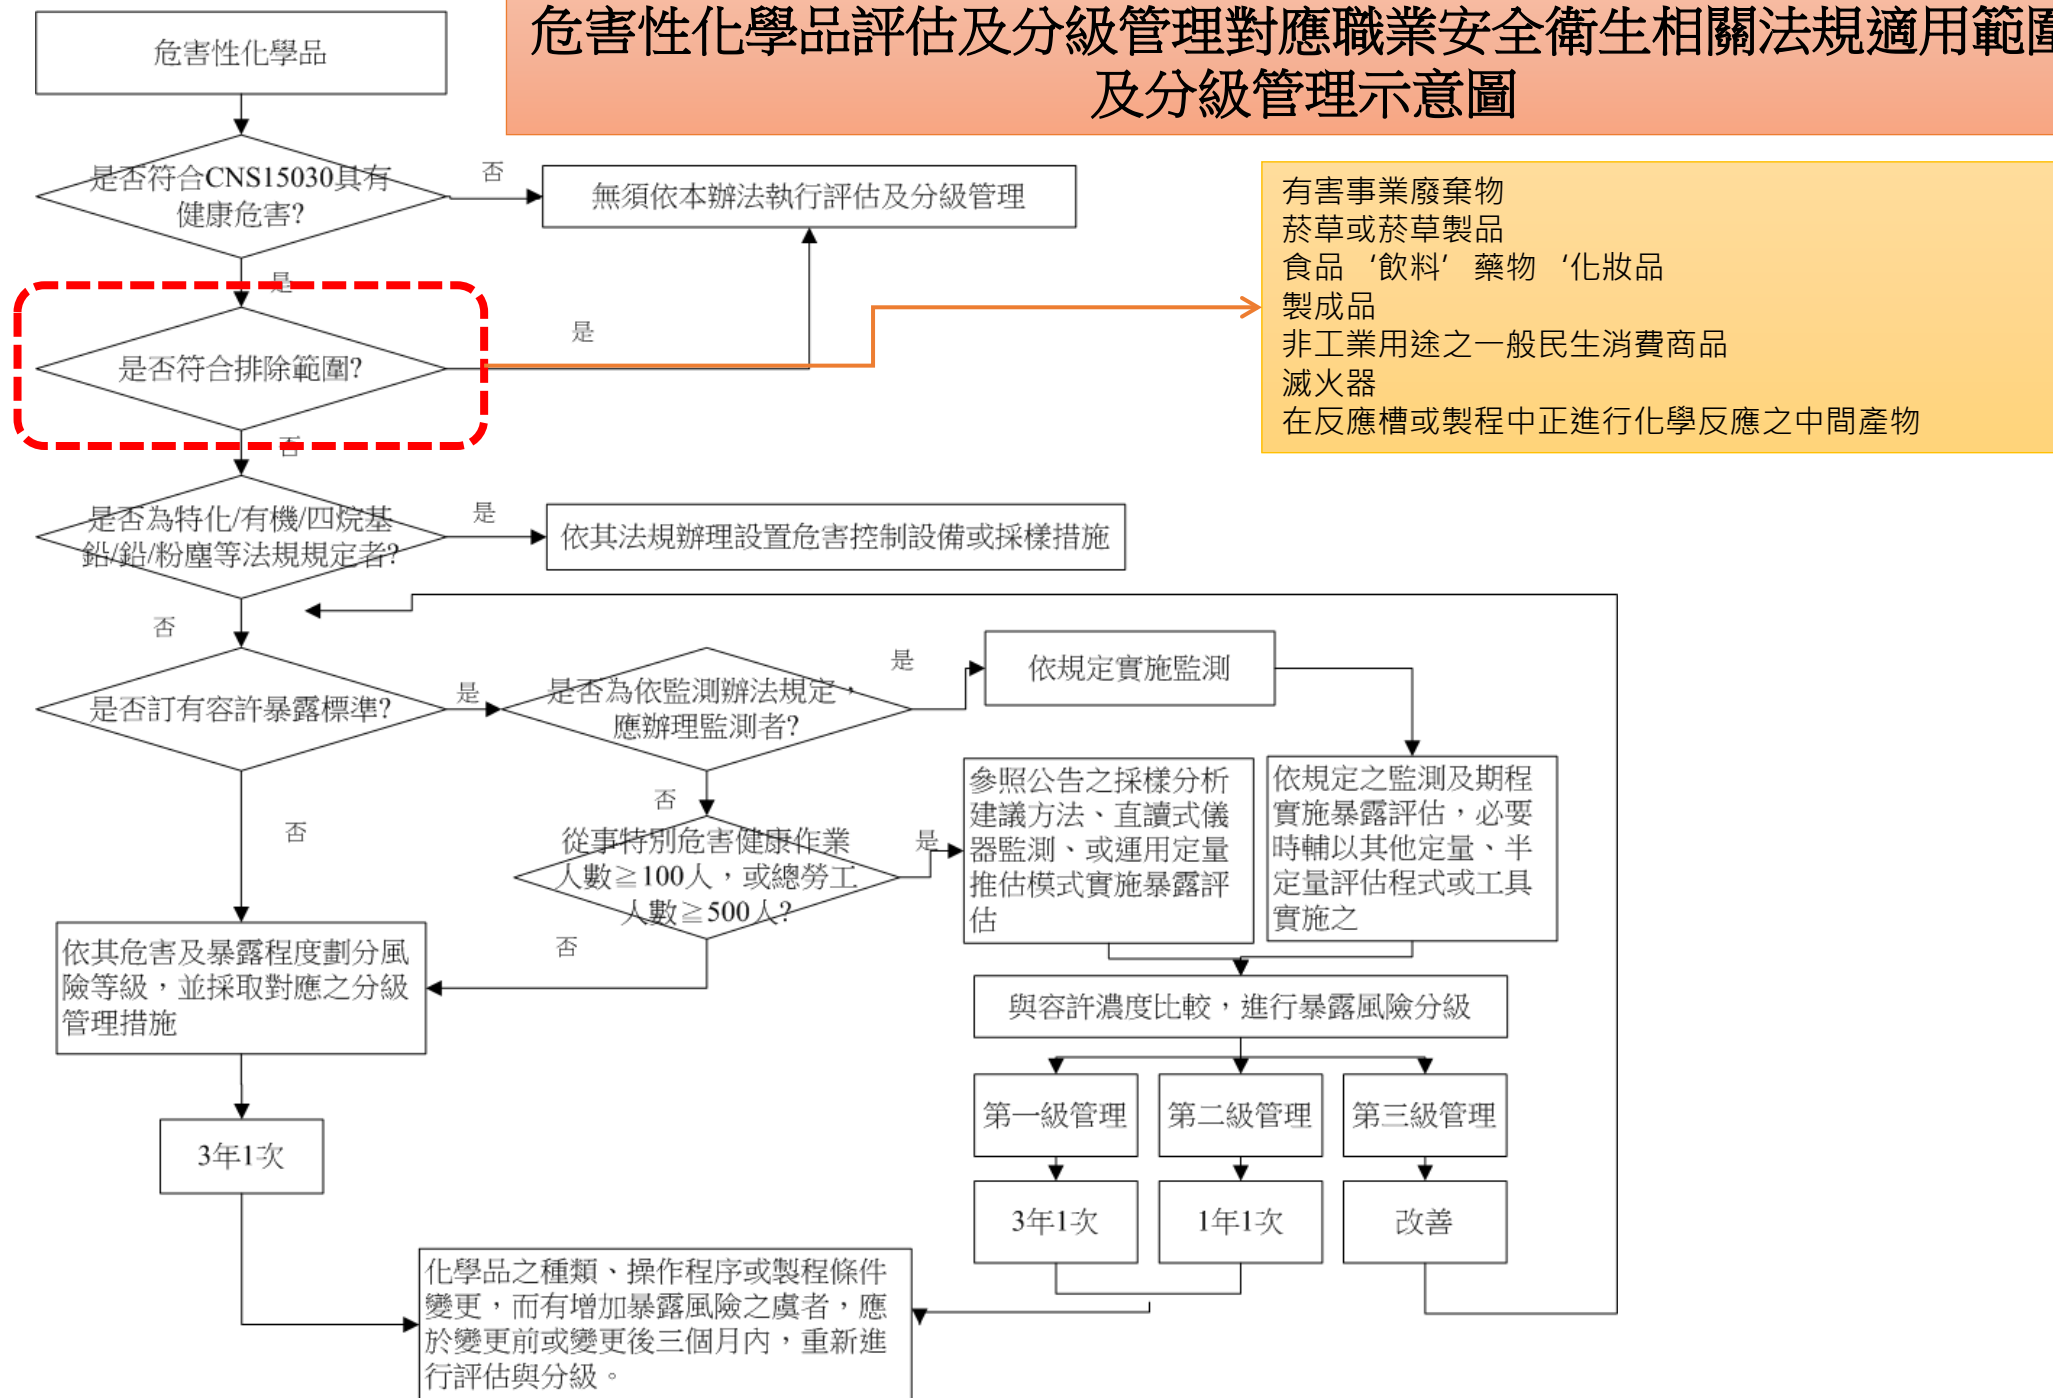 危害性化學品評估及分級管理對應職業安全衛生相關法規適用範圍
及分級管理示意圖
危害性化學品
是否符合CNS15030具有
健康危害?
否
無須依本辦法執行評估及分級管理
有害事業廢棄物
菸草或菸草製品
食品‘飲料’藥物‘化妝品
製成品
非工業用途之一般民生消費商品
滅火器
在反應槽或製程中正進行化學反應之中間產物
是
是否符合排除範圍?
是
否
是否為特化/有機/四烷基
鉛/鉛/粉塵等法規規定者?
是
依其法規辦理設置危害控制設備或採樣措施
否
是否訂有容許暴露標準?
是
是否為依監測辦法規定，
應辦理監測者?
是
依規定實施監測
否
否
從事特別危害健康作業
人數≧100人，或總勞工
人數≧500人?
是
否
參照公告之採樣分析
建議方法、直讀式儀
器監測、或運用定量
推估模式實施暴露評
估
依規定之監測及期程
實施暴露評估，必要
時輔以其他定量、半
定量評估程式或工具
實施之
依其危害及暴露程度劃分風
險等級，並採取對應之分級
管理措施
與容許濃度比較，進行暴露風險分級
第一級管理
第二級管理
第三級管理
3年1次
3年1次
1年1次
改善
化學品之種類、操作程序或製程條件
變更，而有增加暴露風險之虞者，應
於變更前或變更後三個月內，重新進
行評估與分級。